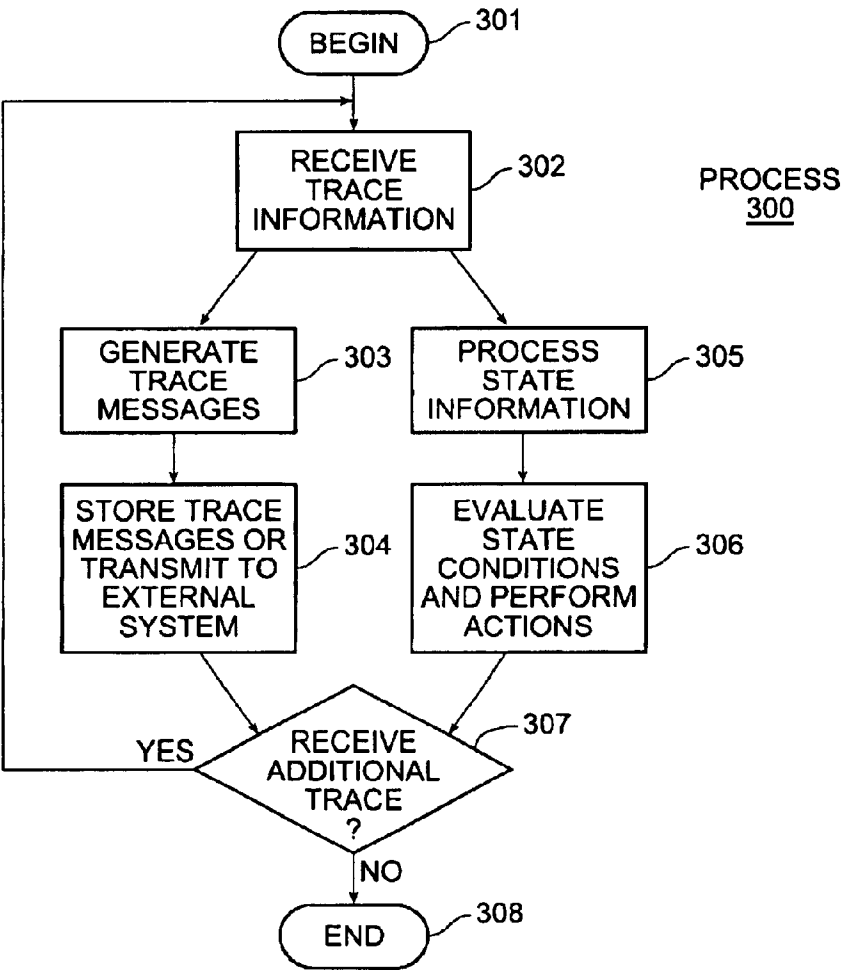 BEGIN
301
RECEIVE
TRACE
INFORMATION
302
PROCESS
300
GENERATE
TRACE
MESSAGES
303
PROCESS
STATE
INFORMATION
305
STORE TRACE
MESSAGES OR
TRANSMIT TO
EXTERNAL
SYSTEM
304
EVALUATE
STATE
CONDITIONS
AND PERFORM
ACTIONS
306
YES
RECEIVE
ADDITIONAL
TRACE
?
307
NO
END
308